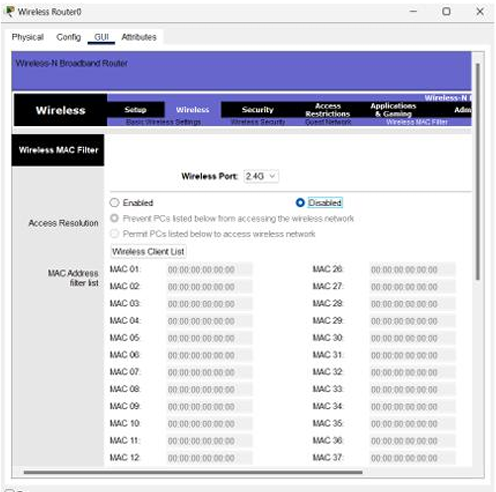 Wireless Router0
Physical Config GUI Attributes
Wireless-N Broadband Router
Wireless-N
Wireless Setup Wireless Security Access Restrictions Applications & Gaming
Basic Wireless Settings Wireless Security Guest Network Wireless MAC Filter
Wireless MAC Filter
Wireless Port: 2.4G
Enabled Disabled
Access Resolution
Prevent PCs listed below from accessing the wireless network
Permit PCs listed below to access wireless network
Wireless Client List
MAC Address filter list
MAC 01: 00:00:00:00:00:00 MAC 26: 00:00:00:00:00:00
MAC 02: 00:00:00:00:00:00 MAC 27: 00:00:00:00:00:00
MAC 03: 00:00:00:00:00:00 MAC 28: 00:00:00:00:00:00
MAC 04: 00:00:00:00:00:00 MAC 29: 00:00:00:00:00:00
MAC 05: 00:00:00:00:00:00 MAC 30: 00:00:00:00:00:00
MAC 06: 00:00:00:00:00:00 MAC 31: 00:00:00:00:00:00
MAC 07: 00:00:00:00:00:00 MAC 32: 00:00:00:00:00:00
MAC 08: 00:00:00:00:00:00 MAC 33: 00:00:00:00:00:00
MAC 09: 00:00:00:00:00:00 MAC 34: 00:00:00:00:00:00
MAC 10: 00:00:00:00:00:00 MAC 35: 00:00:00:00:00:00
MAC 11: 00:00:00:00:00:00 MAC 36: 00:00:00:00:00:00
MAC 12: 00:00:00:00:00:00 MAC 37: 00:00:00:00:00:00